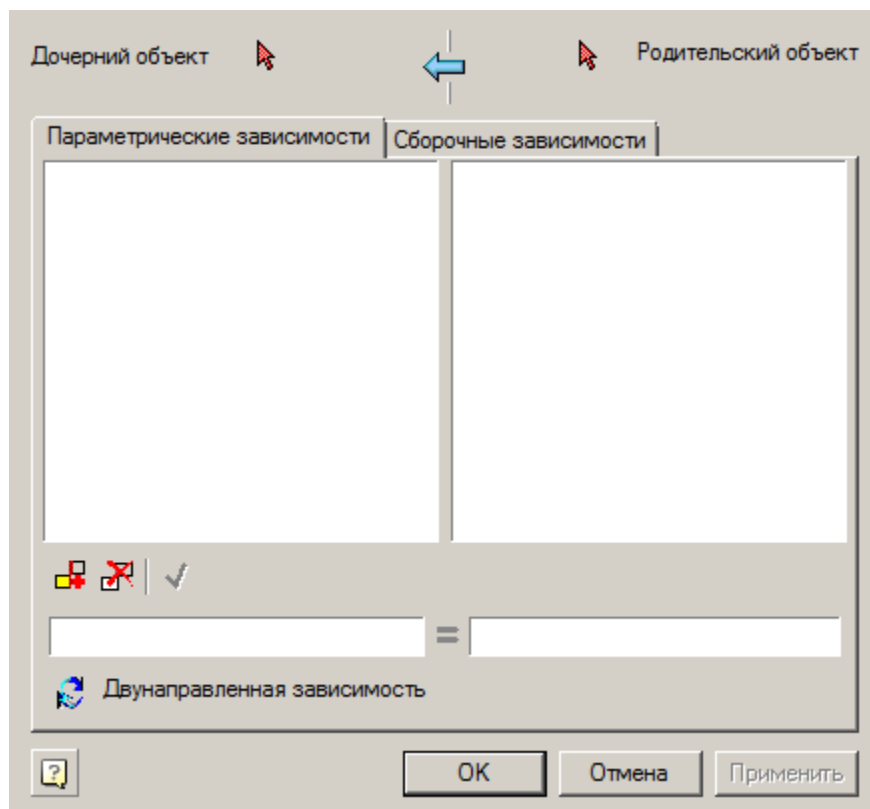 Дочерний объект
Родительский объект
Параметрические зависимости
Сборочные зависимости
=
Двунаправленная зависимость
?
OK
Отмена
Применить